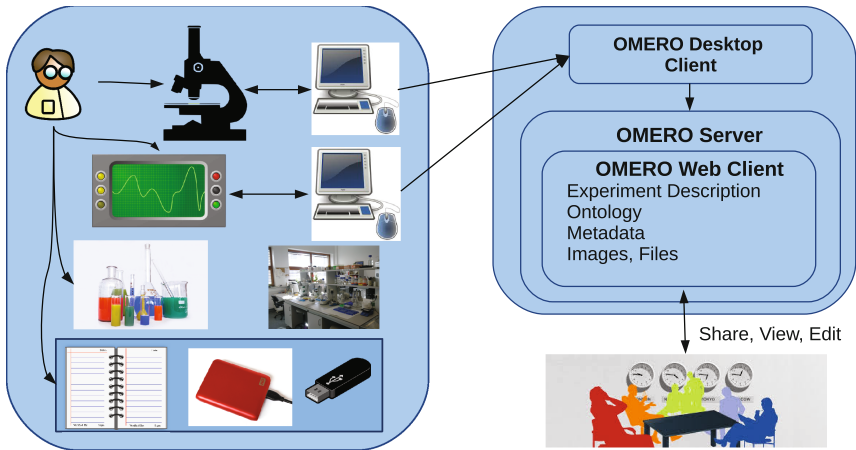 OMERO Desktop
Client
OMERO Server
OMERO Web Client
Experiment Description
Ontology
Metadata
Images, Files
Share, View, Edit